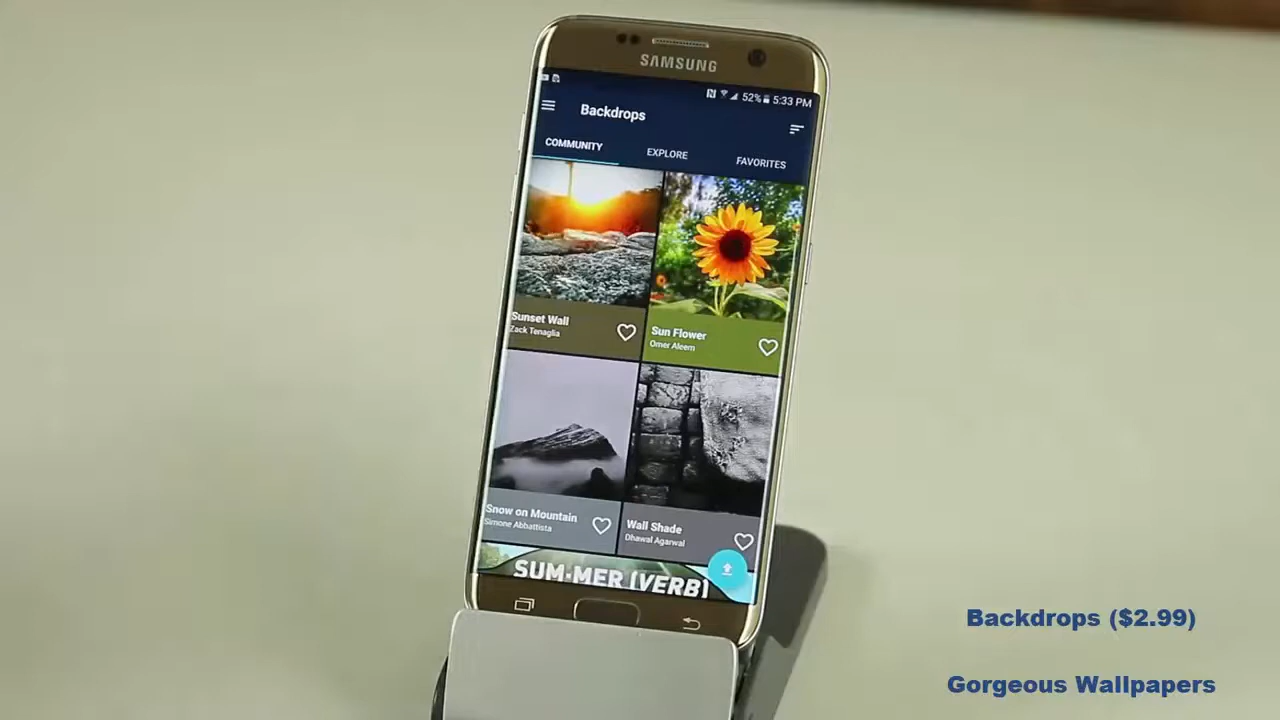 SAMSUNG
52% 5:33 PM
Backdrops
COMMUNITY EXPLORE FAVORITES
Sunset Wall
Zack Tenaglia
Sun Flower
Omer Aleem
Snow on Mountain
Simone Abbattista
Wall Shade
Dhawal Agarwal
SUM·MER (VERB)
Backdrops ($2.99)
Gorgeous Wallpapers